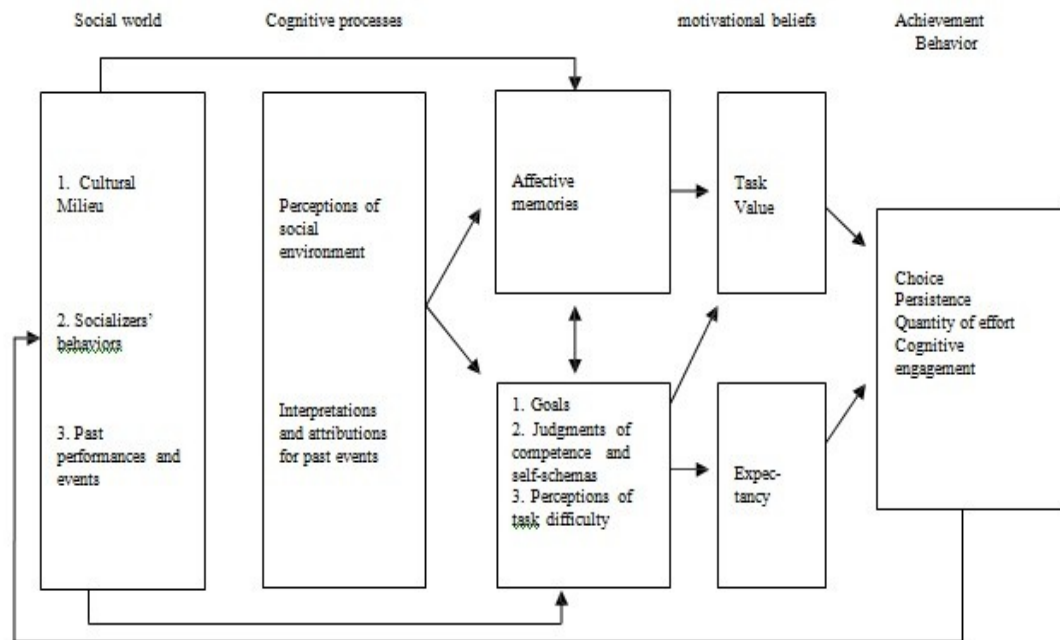 Social world
Cognitive processes
motivational beliefs
Achievement
Behavior
1. Cultural
Milieu
2. Socializers’
behaviors
3. Past
performances and
events
Perceptions of
social
environment
Interpretations
and attributions
for past events
Affective
memories
1. Goals
2. Judgments of
competence and
self-schemas
3. Perceptions of
task difficulty
Task
Value
Expec-
tancy
Choice
Persistence
Quantity of effort
Cognitive
engagement